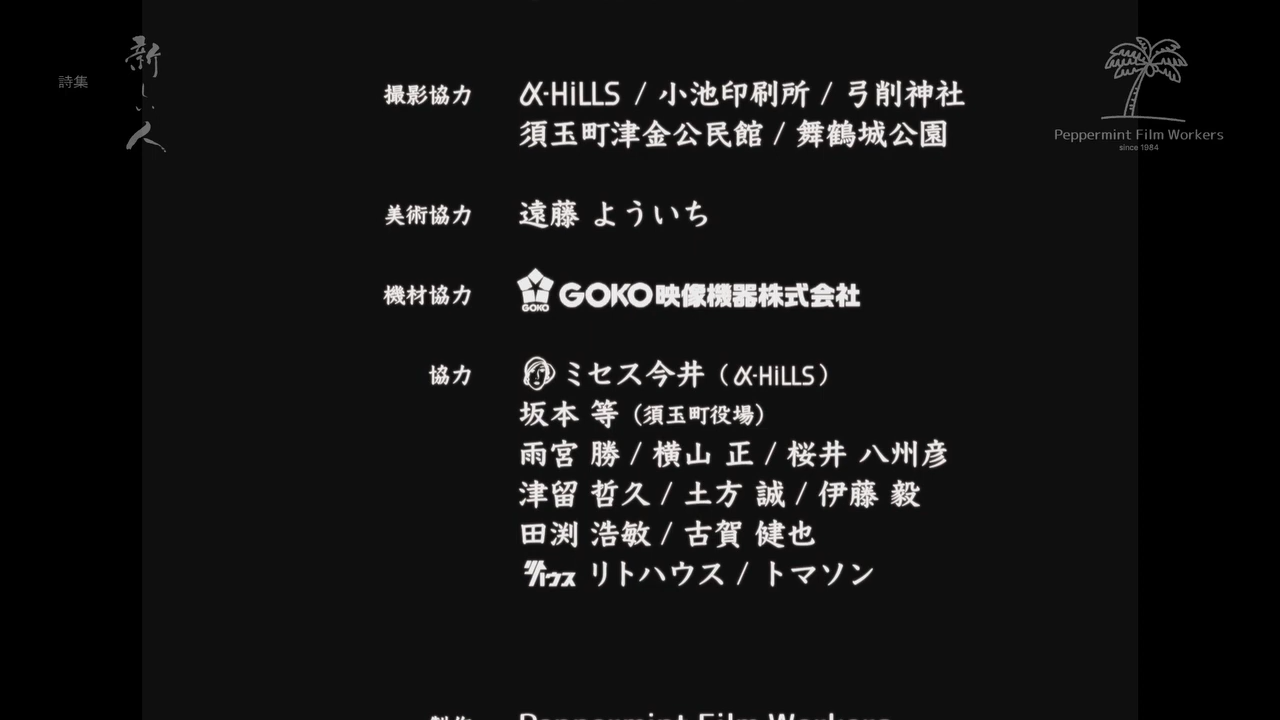 詩集
新しい人
Peppermint Film Workers
since 1984
撮影協力 α-HiLLS / 小池印刷所 / 弓削神社
須玉町津金公民館 / 舞鶴城公園
美術協力 遠藤 よういち
機材協力 GOKO GOKO映像機器株式会社
協力 ミセス今井（α-HiLLS）
坂本 等（須玉町役場）
雨宮 勝 / 横山 正 / 桜井 八州彦
津留 哲久 / 土方 誠 / 伊藤 毅
田渕 浩敏 / 古賀 健也
リトハウス / トマソン
製作 Peppermint Film Workers